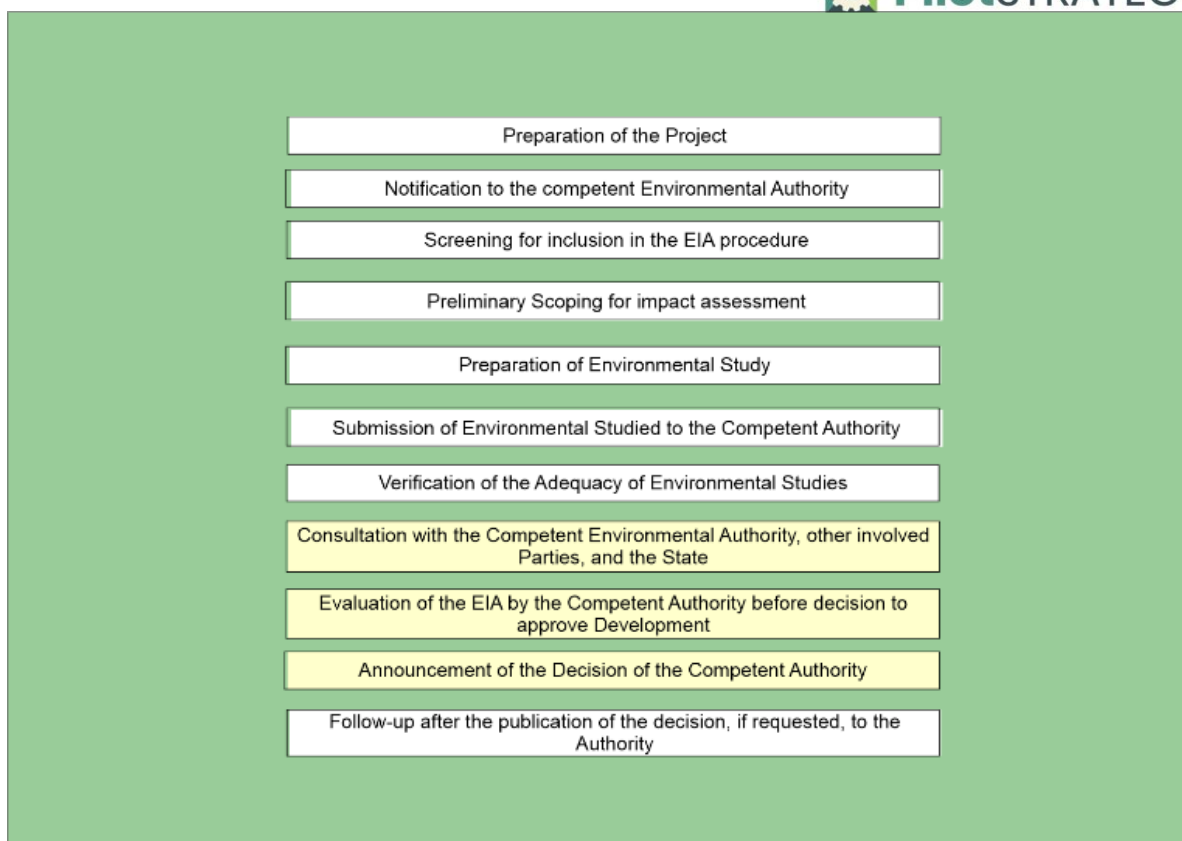 Preparation of the Project
Notification to the competent Environmental Authority
Screening for inclusion in the EIA procedure
Preliminary Scoping for impact assessment
Preparation of Environmental Study
Submission of Environmental Studied to the Competent Authority
Verification of the Adequacy of Environmental Studies
Consultation with the Competent Environmental Authority, other involved
Parties, and the State
Evaluation of the EIA by the Competent Authority before decision to
approve Development
Announcement of the Decision of the Competent Authority
Follow-up after the publication of the decision, if requested, to the
Authority